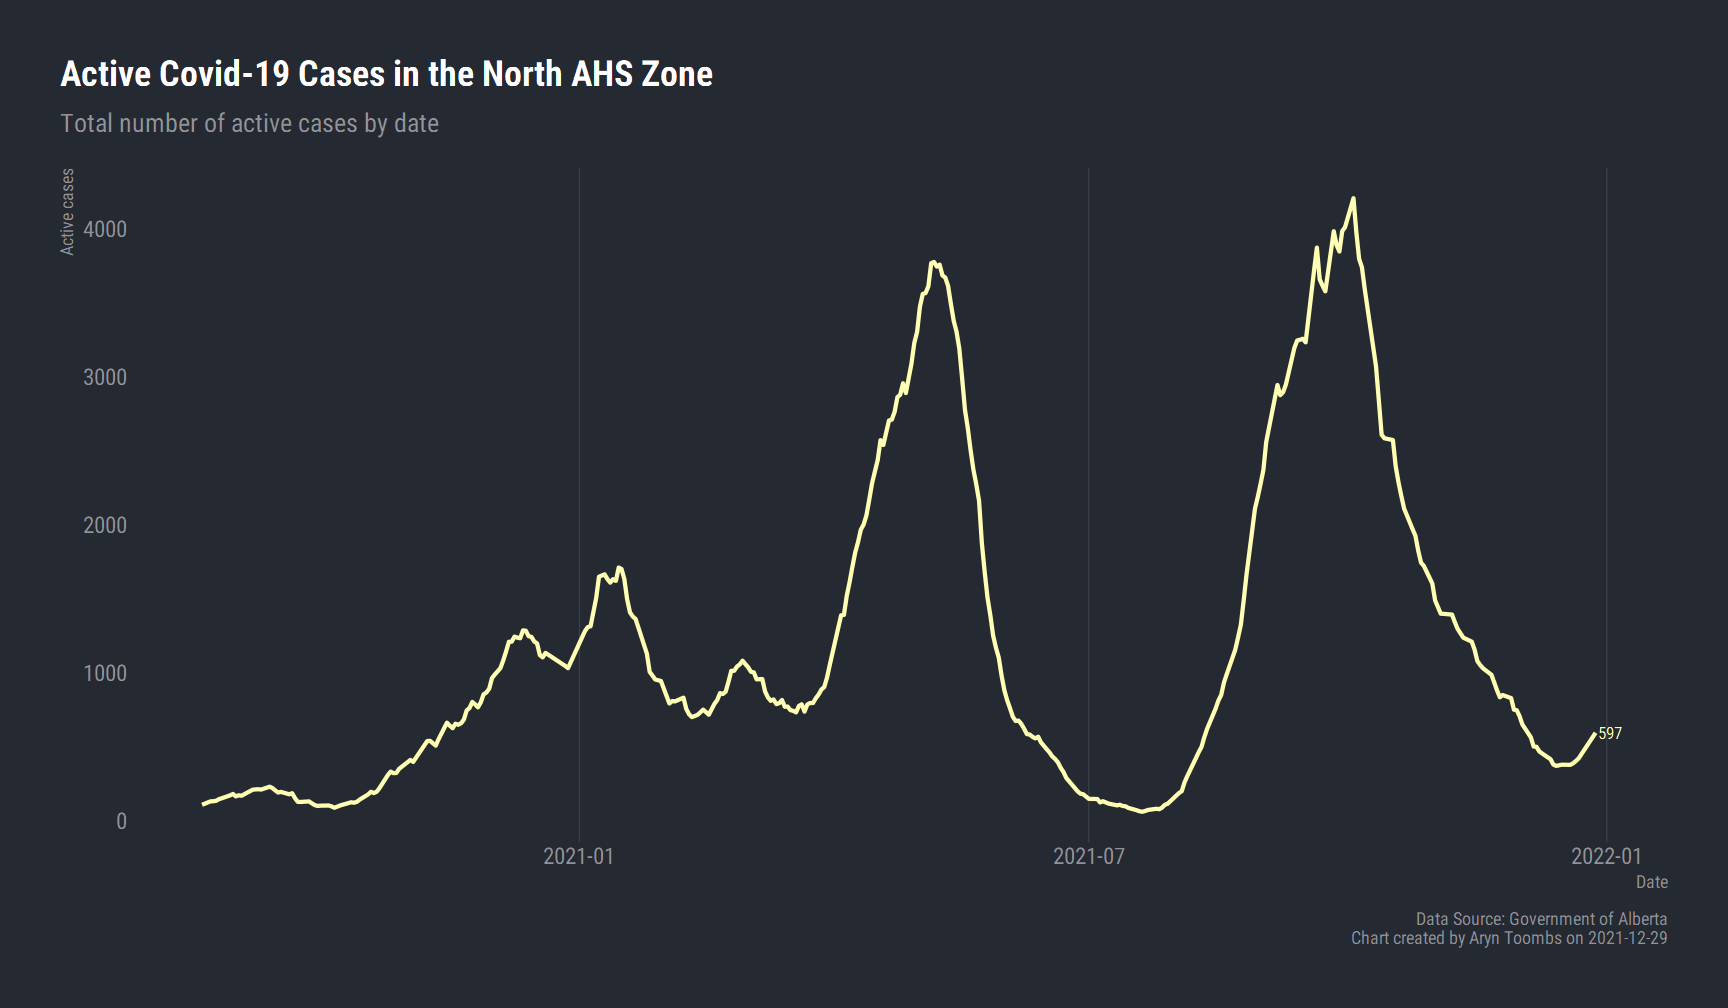 Active Covid-19 Cases in the North AHS Zone
Total number of active cases by date
Active cases
4000
3000
2000
1000
0
597
2021-01
2021-07
2022-01
Date
Data Source: Government of Alberta
Chart created by Aryn Toombs on 2021-12-29